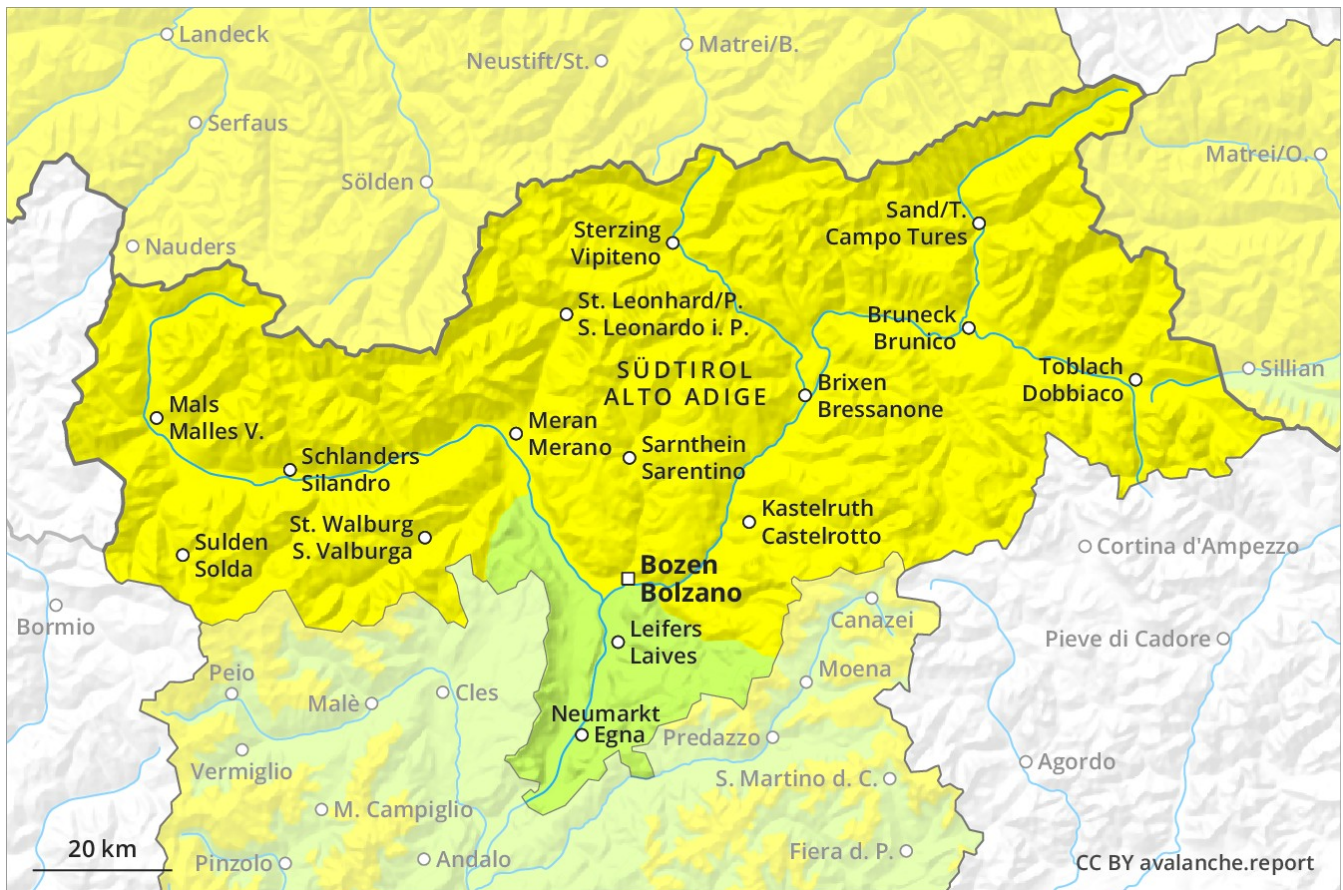 Landeck
Matrei/B.
Neustift/St.
Serfaus
Matrei/O.
Sölden
Sand/T.
Campo Tures
Sterzing
Vipiteno
Nauders
St. Leonhard/P.
S. Leonardo i. P.
Bruneck
Brunico
SÜDTIROL
ALTO ADIGE
Toblach
Dobbiaco
Sillian
Brixen
Bressanone
Mals
Malles V.
Meran
Merano
Sarnthein
Sarentino
Schlanders
Silandro
Kastelruth
Castelrotto
St. Walburg
S. Valburga
Sulden
Solda
Cortina d'Ampezzo
Bozen
Bolzano
Bormio
Canazei
Leifers
Laives
Pieve di Cadore
Peio
Moena
Malè
Cles
Neumarkt
Egna
Predazzo
Vermiglio
Agordo
S. Martino d. C.
M. Campiglio
20 km
Pinzolo
Andalo
Fiera d. P.
CC BY avalanche.report